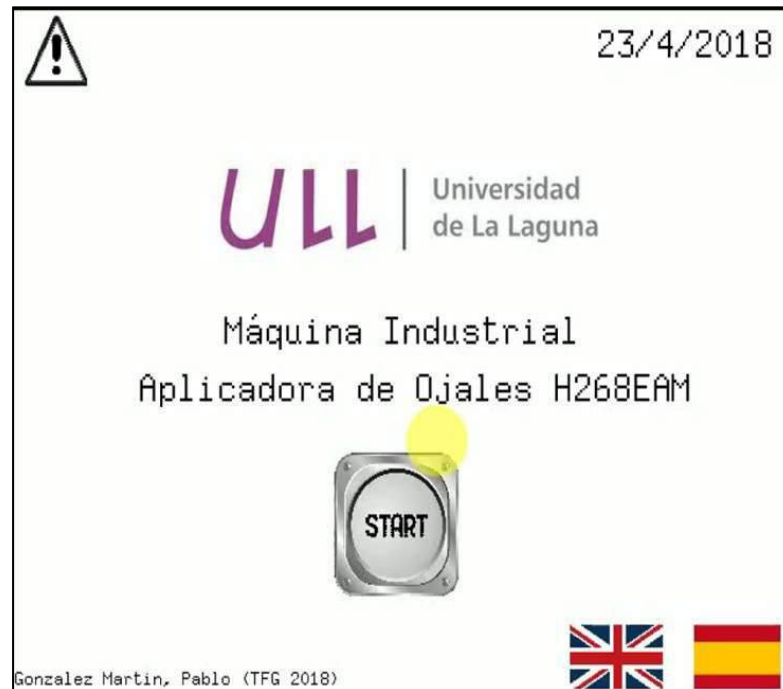 23/4/2018
ULL
Universidad
de La Laguna
Máquina Industrial
Aplicadora de Ojales H268EAM
START
Gonzalez Martin, Pablo (TFG 2018)